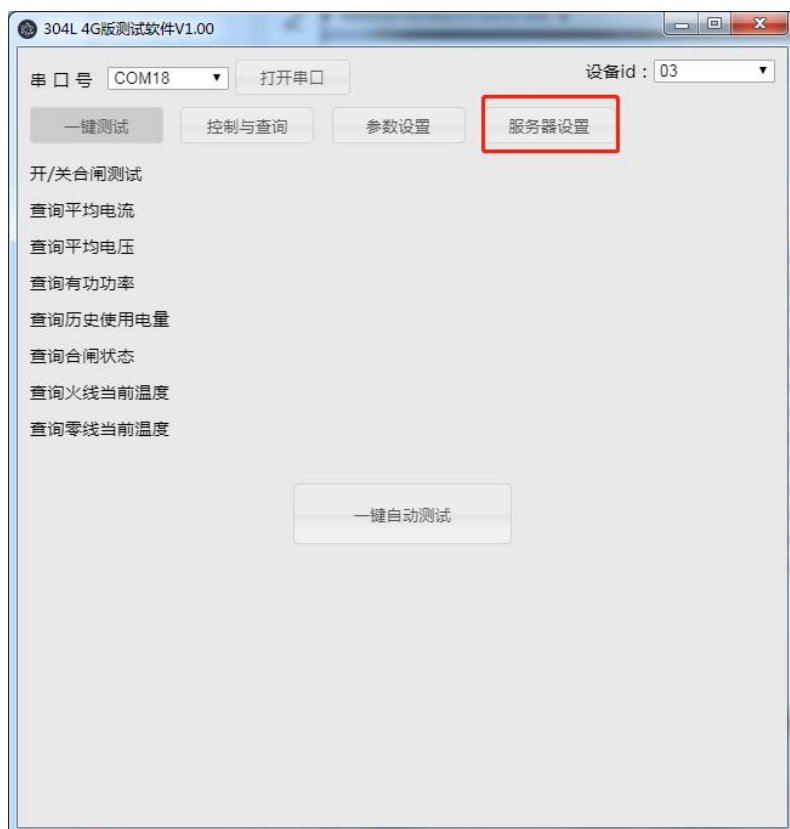 304L 4G版测试软件V1.00
串口号 COM18 打开串口 设备id：03
一键测试 控制与查询 参数设置 服务器设置
开/关合闸测试
查询平均电流
查询平均电压
查询有功功率
查询历史使用电量
查询合闸状态
查询火线当前温度
查询零线当前温度
一键自动测试